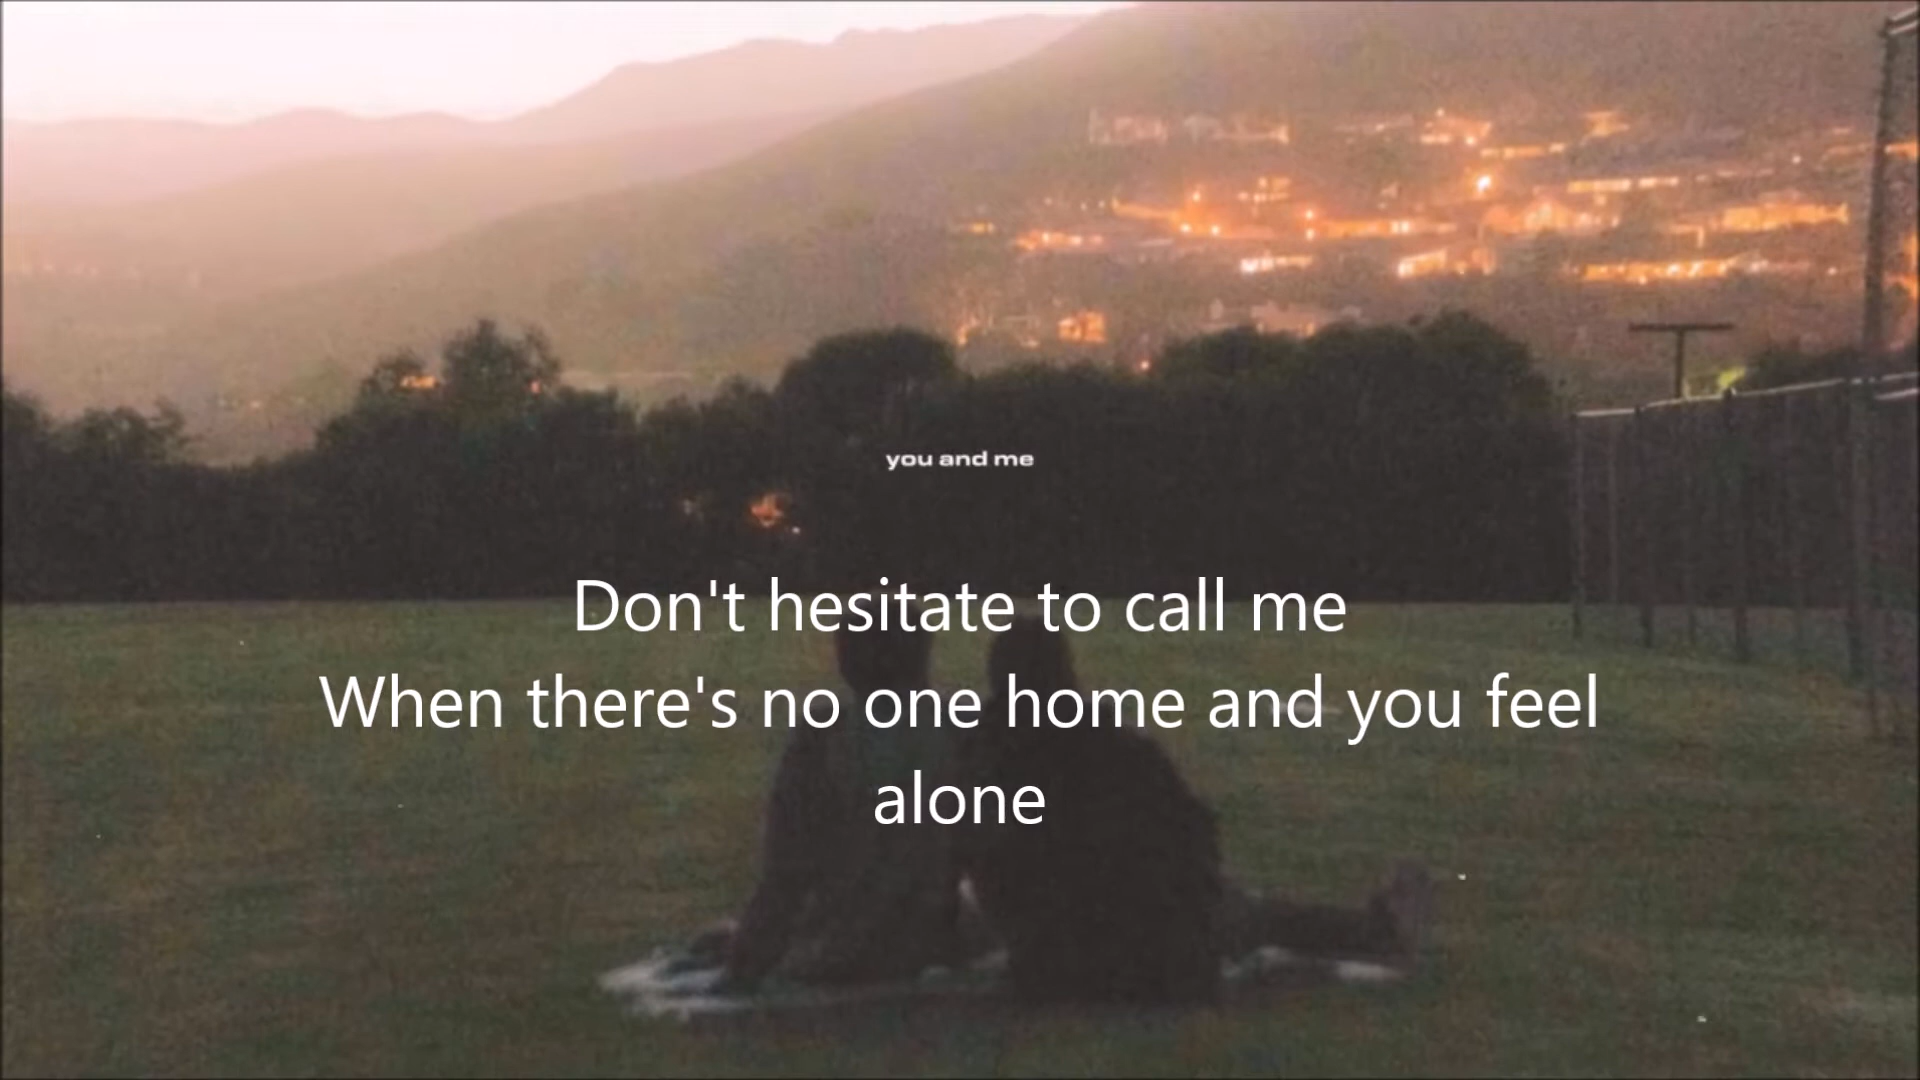 you and me
Don't hesitate to call me
When there's no one home and you feel
alone